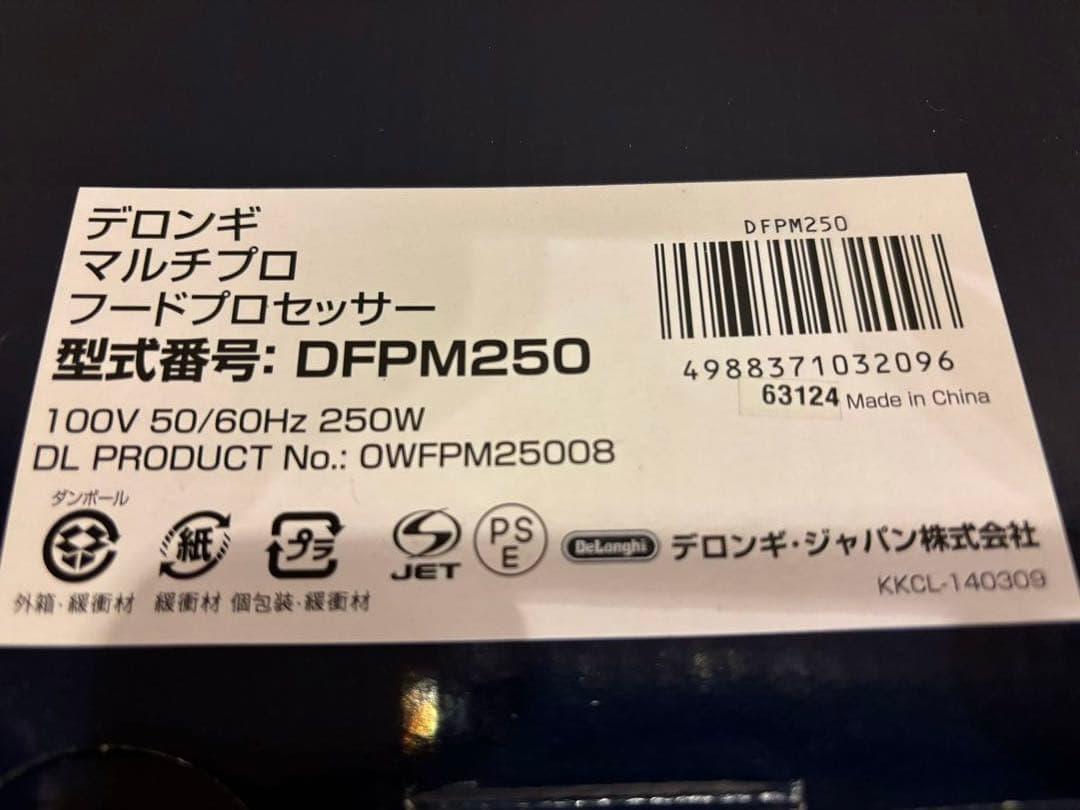 デロンギ
マルチプロ
フードプロセッサー
型式番号: DFPM250
100V 50/60Hz 250W
DL PRODUCT No.: 0WFPM25008
DFPM250
4988371032096
63124 Made in China
ダンボール
外箱・緩衝材
紙
緩衝材
プラ
個包装・緩衝材
JET
PS
E
DeLonghi デロンギ・ジャパン株式会社
KKCL-140309